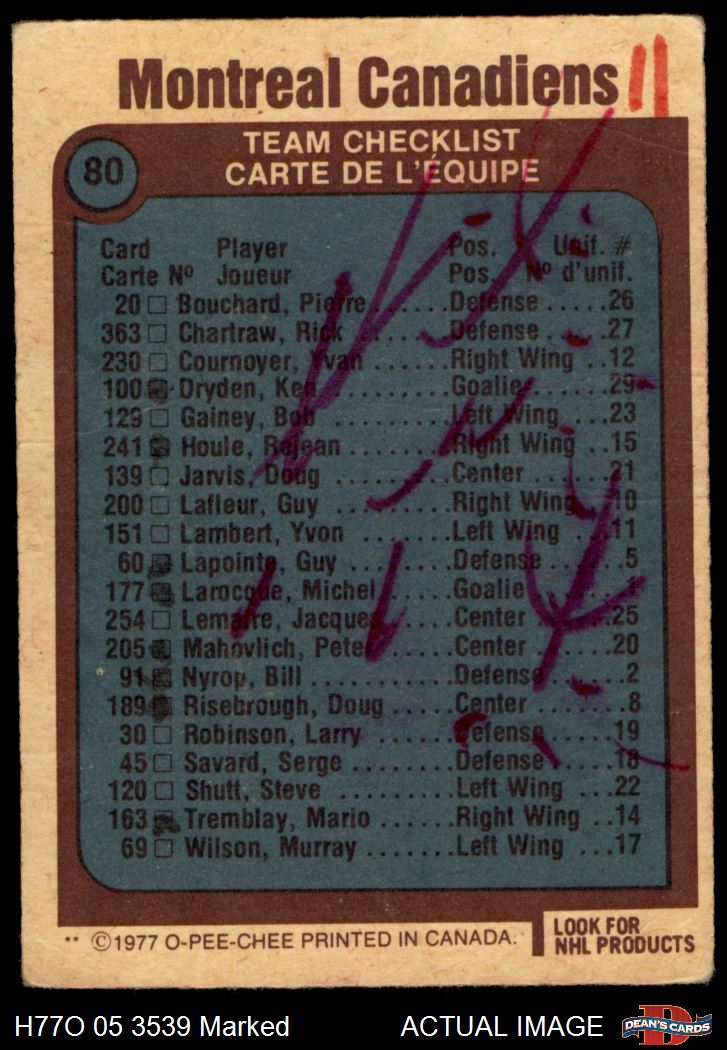 Montreal Canadiens 11
80
TEAM CHECKLIST
CARTE DE L'ÉQUIPE
Card Player Pos. Unif. #
Carte Nº Joueur Pos. Nº d'unif.
20 □ Bouchard, Pierre ...... Defense ..... 26
363 □ Chartraw, Rick ...... Defense ..... 27
230 □ Cournoyer, Yvan ...... Right Wing .. 12
100 □ Dryden, Ken ...... Goalie ..... 29
129 □ Gainey, Bob ...... Left Wing ... 23
241 □ Houle, Rejean ...... Right Wing .. 15
139 □ Jarvis, Doug ...... Center ..... 21
200 □ Lafleur, Guy ...... Right Wing .. 10
151 □ Lambert, Yvon ...... Left Wing ... 11
60 □ Lapointe, Guy ...... Defense ..... 5
177 □ Larocque, Michel ...... Goalie ..... 1
254 □ Lemaire, Jacques ...... Center ..... 25
205 □ Mahovlich, Peter ...... Center ..... 20
91 □ Nyrop, Bill ...... Defense ..... 2
189 □ Risebrough, Doug ...... Center ..... 8
30 □ Robinson, Larry ...... Defense ..... 19
45 □ Savard, Serge ...... Defense ..... 18
120 □ Shutt, Steve ...... Left Wing ... 22
163 □ Tremblay, Mario ...... Right Wing .. 14
69 □ Wilson, Murray ...... Left Wing ... 17
** ©1977 O-PEE-CHEE PRINTED IN CANADA.
LOOK FOR
NHL PRODUCTS
H77O 05 3539 Marked ACTUAL IMAGE
DEAN'S CARDS